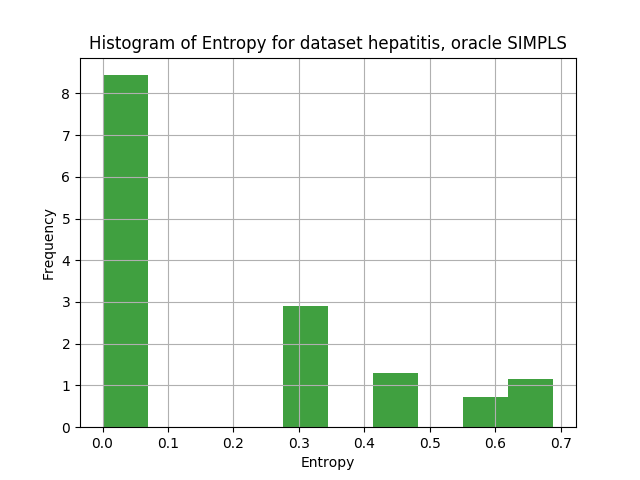 Histogram of Entropy for dataset hepatitis, oracle SIMPLS
Frequency
8
7
6
5
4
3
2
1
0
0.0 0.1 0.2 0.3 0.4 0.5 0.6 0.7
Entropy